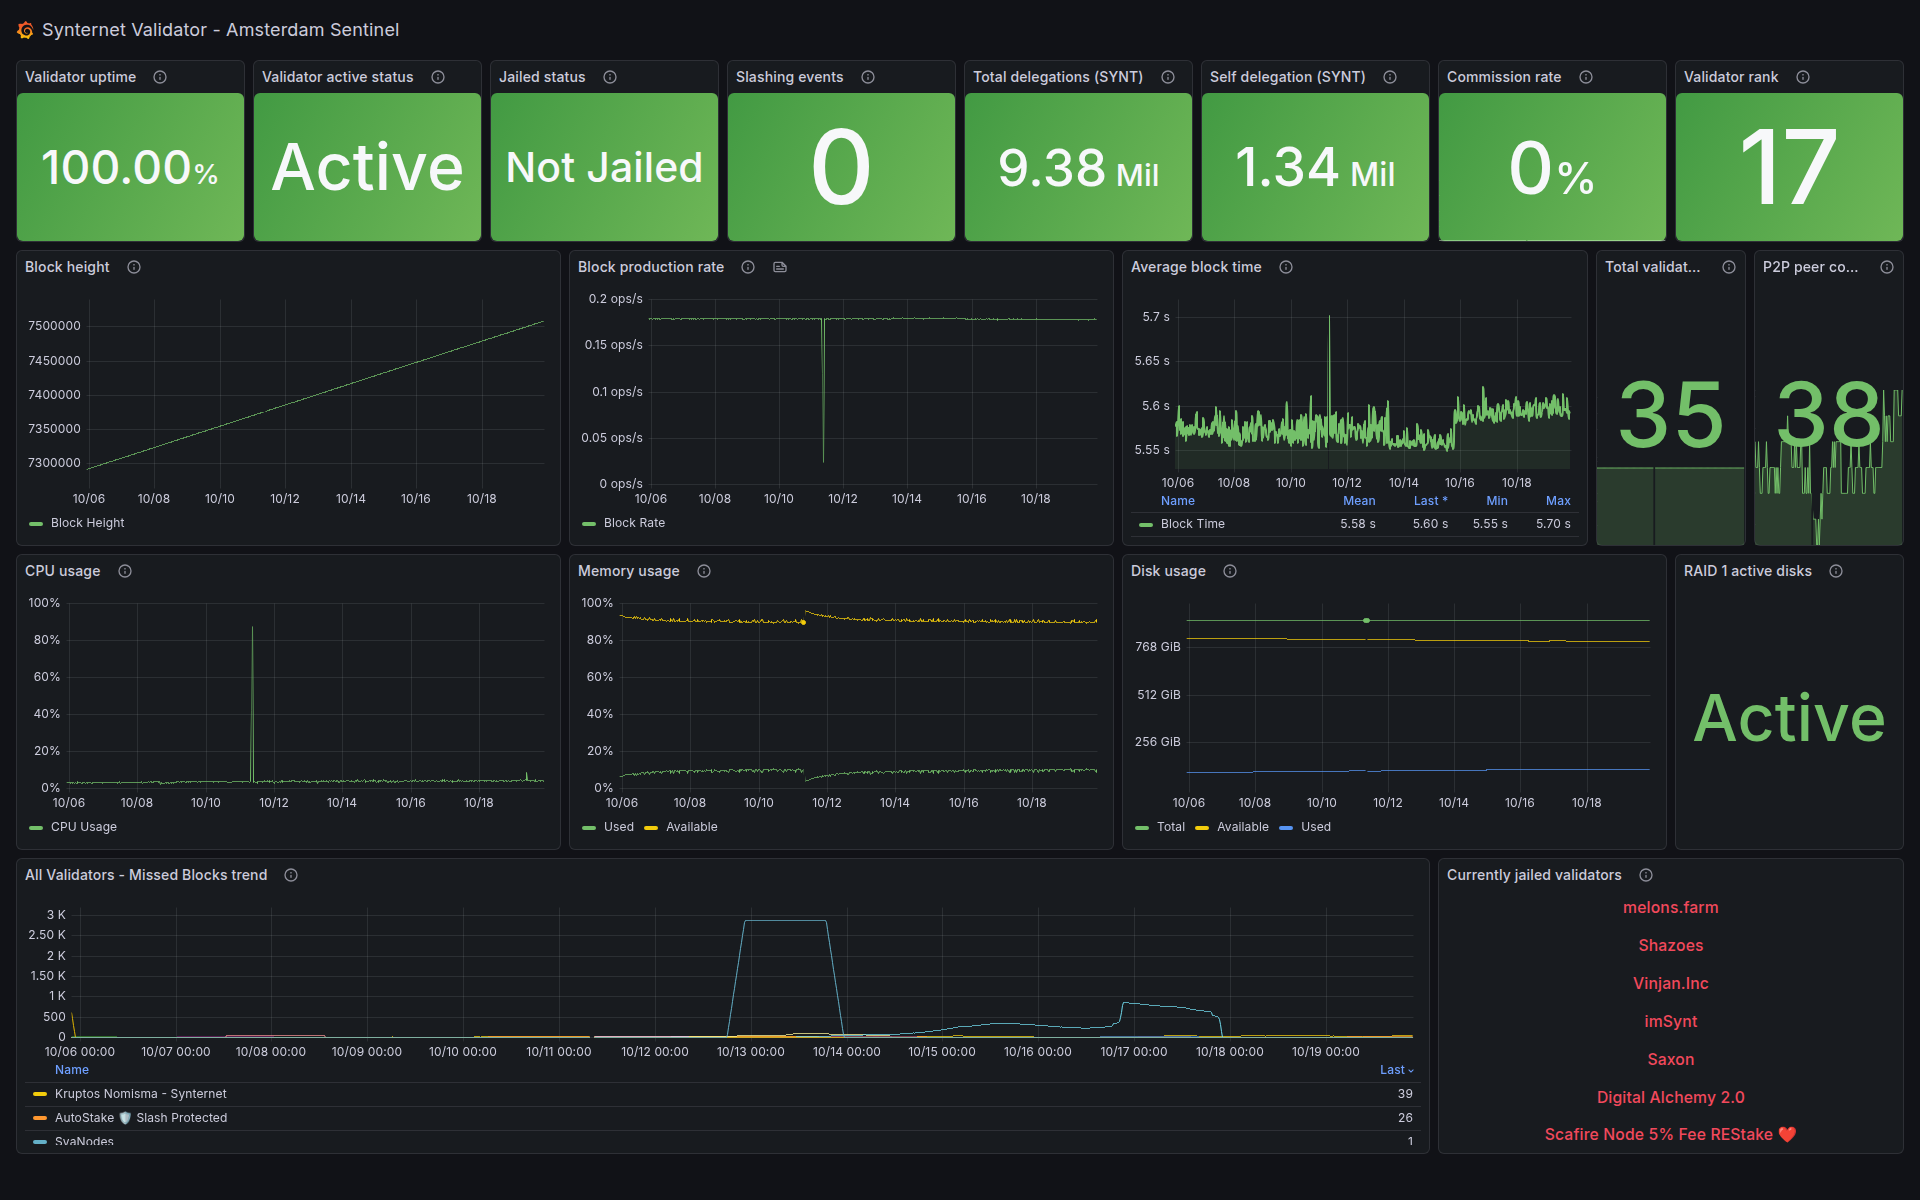 Synternet Validator - Amsterdam Sentinel
Validator uptime
100.00%
Validator active status
Active
Jailed status
Not Jailed
Slashing events
0
Total delegations (SYNT)
9.38 Mil
Self delegation (SYNT)
1.34 Mil
Commission rate
0%
Validator rank
17
Block height
7500000
7450000
7400000
7350000
7300000
10/06 10/08 10/10 10/12 10/14 10/16 10/18
Block Height
Block production rate
0.2 ops/s
0.15 ops/s
0.1 ops/s
0.05 ops/s
0 ops/s
10/06 10/08 10/10 10/12 10/14 10/16 10/18
Block Rate
Average block time
5.7 s
5.65 s
5.6 s
5.55 s
10/06 10/08 10/10 10/12 10/14 10/16 10/18
Name Mean Last * Min Max
Block Time 5.58 s 5.60 s 5.55 s 5.70 s
Total validat...
35
P2P peer co...
38
CPU usage
100%
80%
60%
40%
20%
0%
10/06 10/08 10/10 10/12 10/14 10/16 10/18
CPU Usage
Memory usage
100%
80%
60%
40%
20%
0%
10/06 10/08 10/10 10/12 10/14 10/16 10/18
Used Available
Disk usage
768 GiB
512 GiB
256 GiB
10/06 10/08 10/10 10/12 10/14 10/16 10/18
Total Available Used
RAID 1 active disks
Active
All Validators - Missed Blocks trend
3 K
2.50 K
2 K
1.50 K
1 K
500
0
10/06 00:00 10/07 00:00 10/08 00:00 10/09 00:00 10/10 00:00 10/11 00:00 10/12 00:00 10/13 00:00 10/14 00:00 10/15 00:00 10/16 00:00 10/17 00:00 10/18 00:00 10/19 00:00
Name Last
Kruptos Nomisma - Synternet 39
AutoStake 🛡️ Slash Protected 26
SvaNodes 1
Currently jailed validators
melons.farm
Shazoes
Vinjan.Inc
imSynt
Saxon
Digital Alchemy 2.0
Scafire Node 5% Fee REStake ❤️